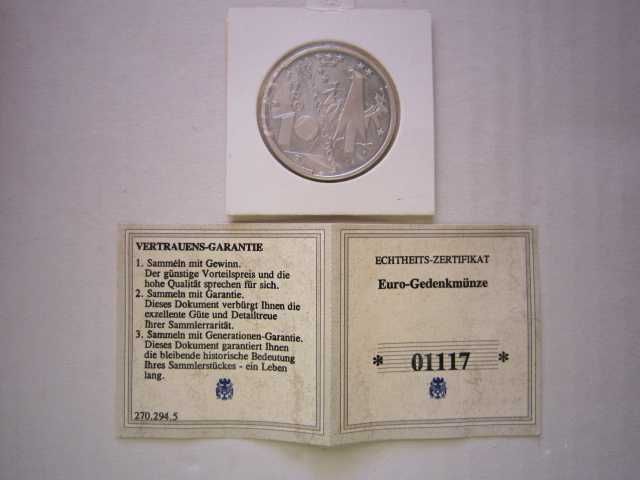 10
VERTRAUENS-GARANTIE
1. Sammeln mit Gewinn.
Der günstige Vorteilspreis und die
hohe Qualität sprechen für sich.
2. Sammeln mit Garantie.
Dieses Dokument verbürgt Ihnen die
exzellente Güte und Detailtreue
Ihrer Sammlerrarität.
3. Sammeln mit Generationen-Garantie.
Dieses Dokument garantiert Ihnen
die bleibende historische Bedeutung
Ihres Sammlerstückes - ein Leben
lang.
270.294.5
ECHTHEITS-ZERTIFIKAT
Euro-Gedenkmünze
* 01117 *